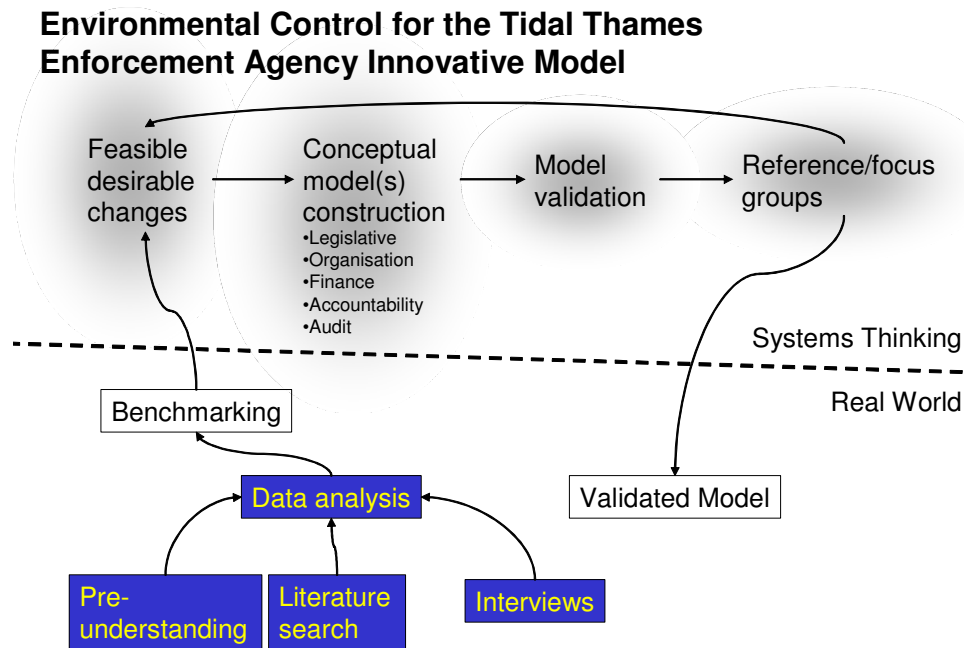 Environmental Control for the Tidal Thames
Enforcement Agency Innovative Model
Feasible
desirable
changes
Conceptual
model(s)
construction
•Legislative
•Organisation
•Finance
•Accountability
•Audit
Model
validation
Reference/focus
groups
Systems Thinking
Real World
Benchmarking
Data analysis
Validated Model
Pre-
understanding
Literature
search
Interviews